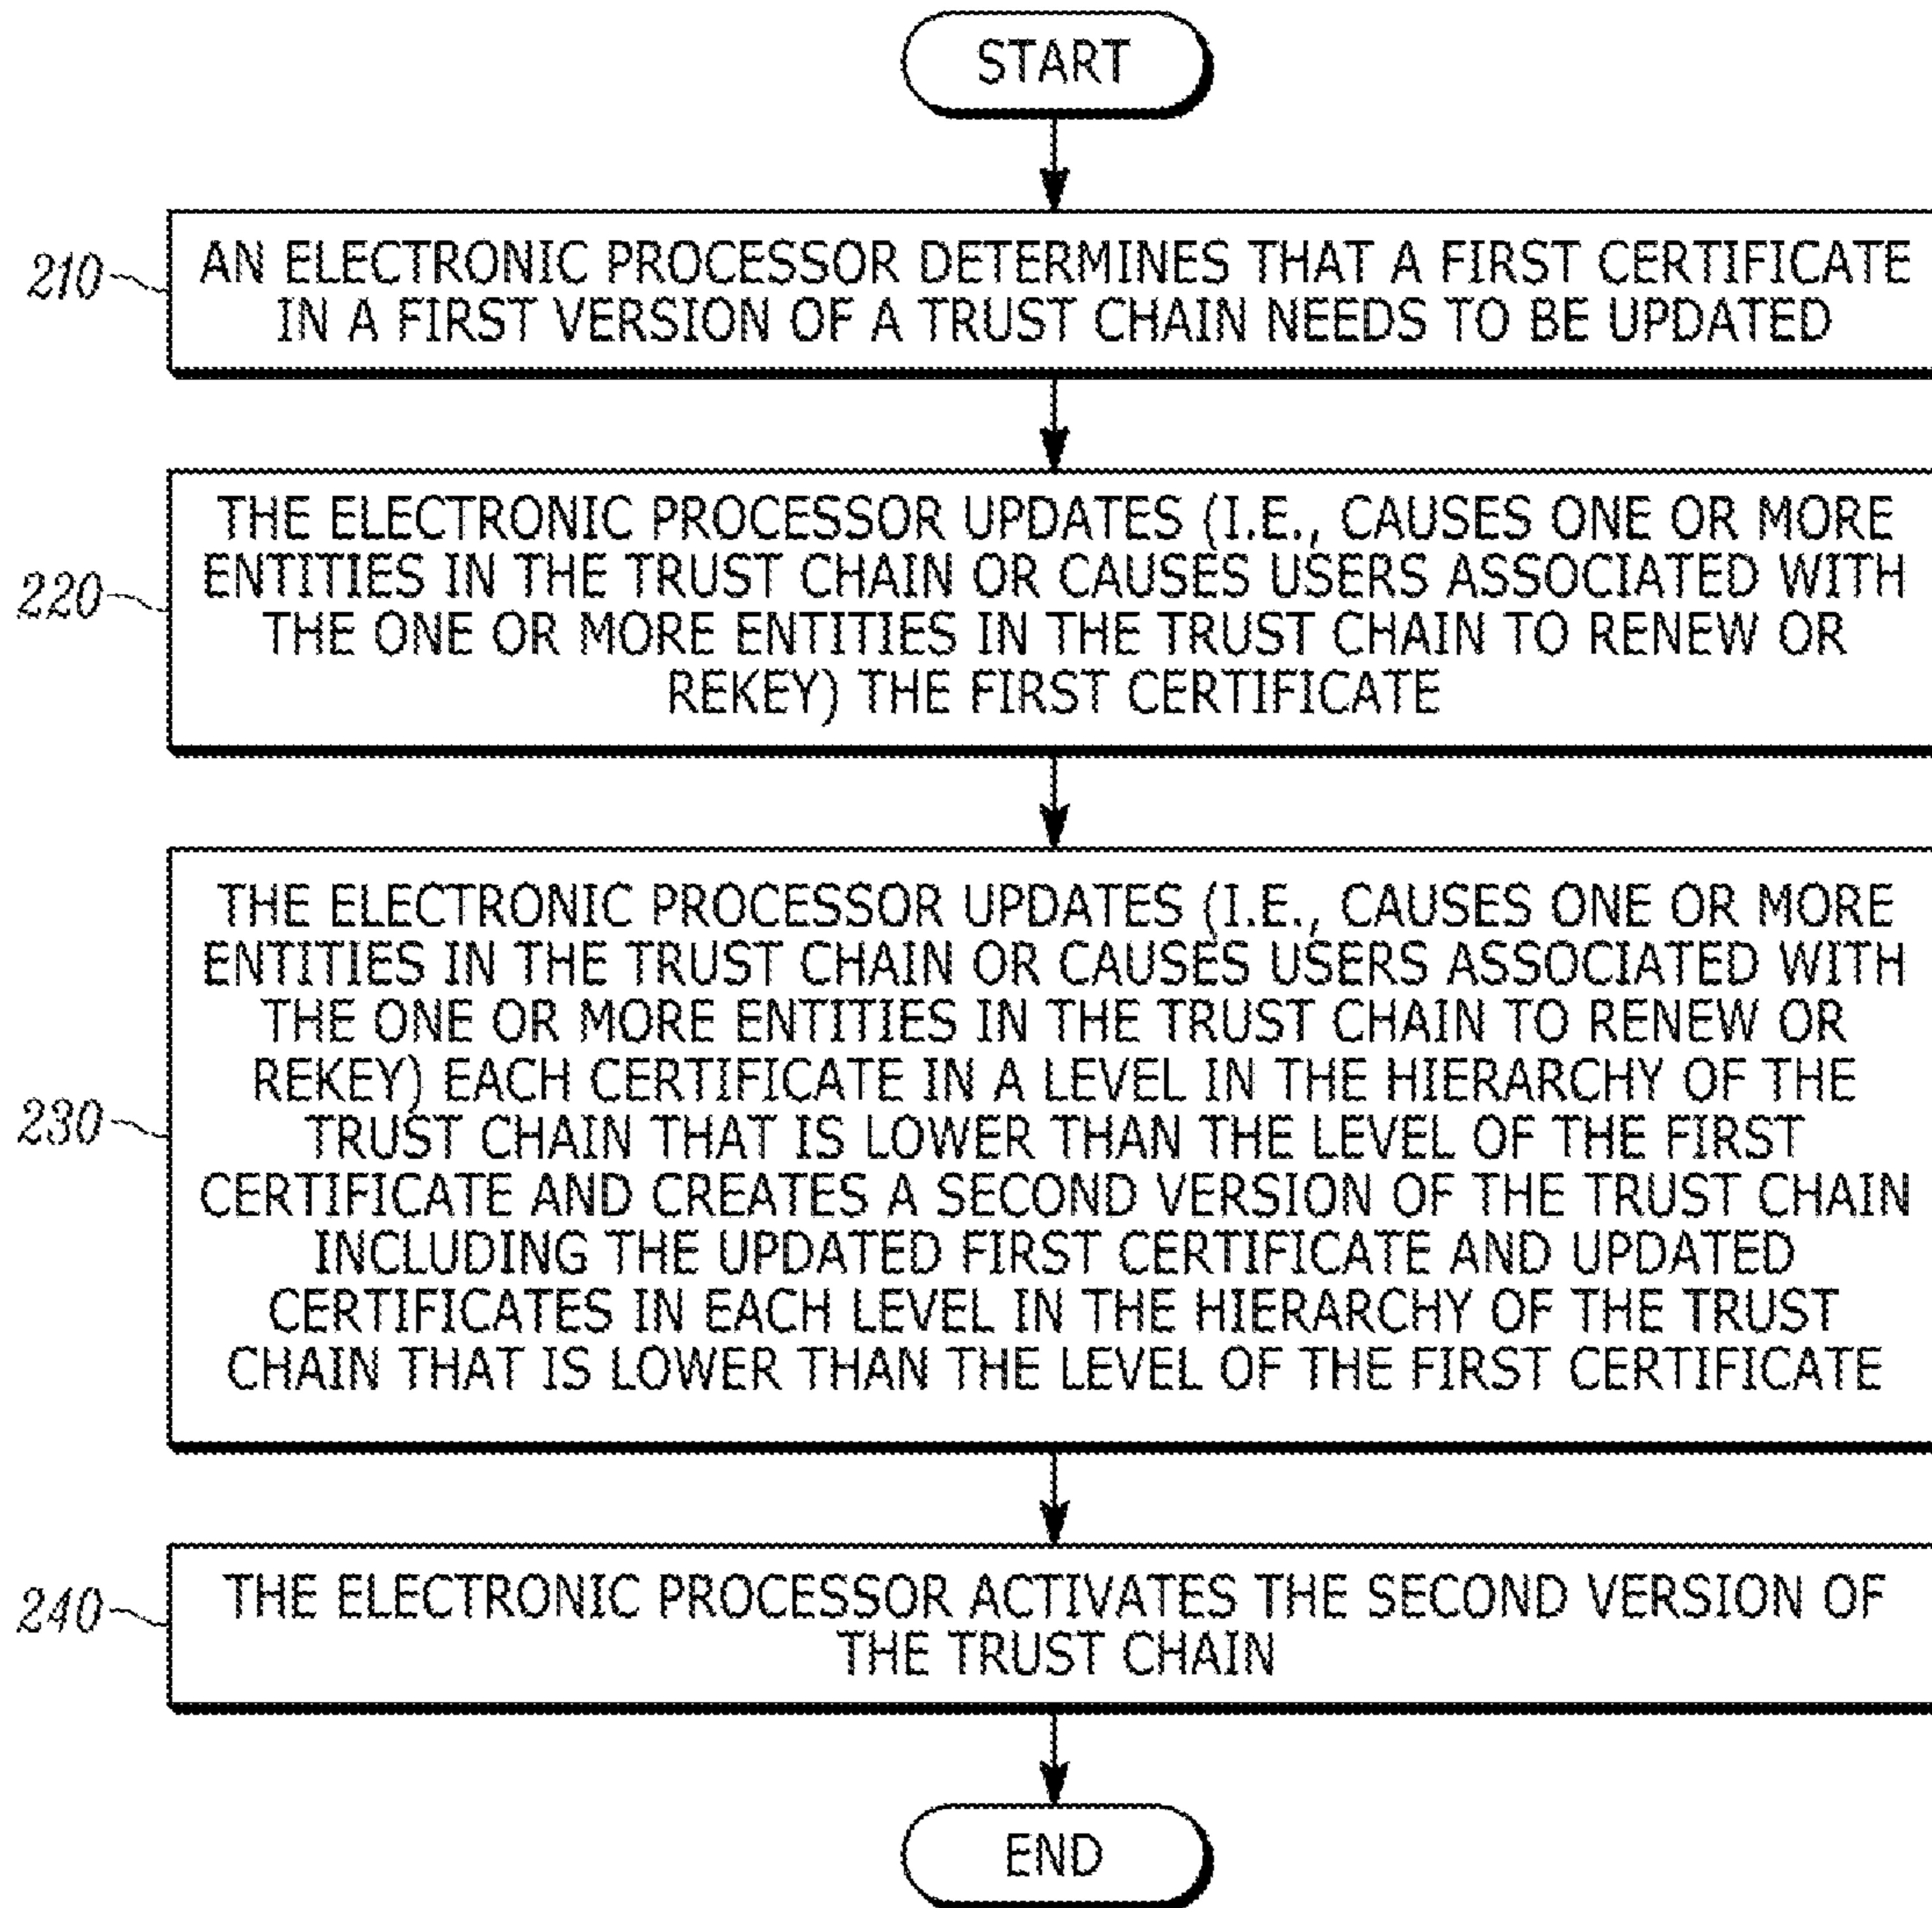 START
210
AN ELECTRONIC PROCESSOR DETERMINES THAT A FIRST CERTIFICATE
IN A FIRST VERSION OF A TRUST CHAIN NEEDS TO BE UPDATED
220
THE ELECTRONIC PROCESSOR UPDATES (I.E., CAUSES ONE OR MORE
ENTITIES IN THE TRUST CHAIN OR CAUSES USERS ASSOCIATED WITH
THE ONE OR MORE ENTITIES IN THE TRUST CHAIN TO RENEW OR
REKEY) THE FIRST CERTIFICATE
230
THE ELECTRONIC PROCESSOR UPDATES (I.E., CAUSES ONE OR MORE
ENTITIES IN THE TRUST CHAIN OR CAUSES USERS ASSOCIATED WITH
THE ONE OR MORE ENTITIES IN THE TRUST CHAIN TO RENEW OR
REKEY) EACH CERTIFICATE IN A LEVEL IN THE HIERARCHY OF THE
TRUST CHAIN THAT IS LOWER THAN THE LEVEL OF THE FIRST
CERTIFICATE AND CREATES A SECOND VERSION OF THE TRUST CHAIN
INCLUDING THE UPDATED FIRST CERTIFICATE AND UPDATED
CERTIFICATES IN EACH LEVEL IN THE HIERARCHY OF THE TRUST
CHAIN THAT IS LOWER THAN THE LEVEL OF THE FIRST CERTIFICATE
240
THE ELECTRONIC PROCESSOR ACTIVATES THE SECOND VERSION OF
THE TRUST CHAIN
END